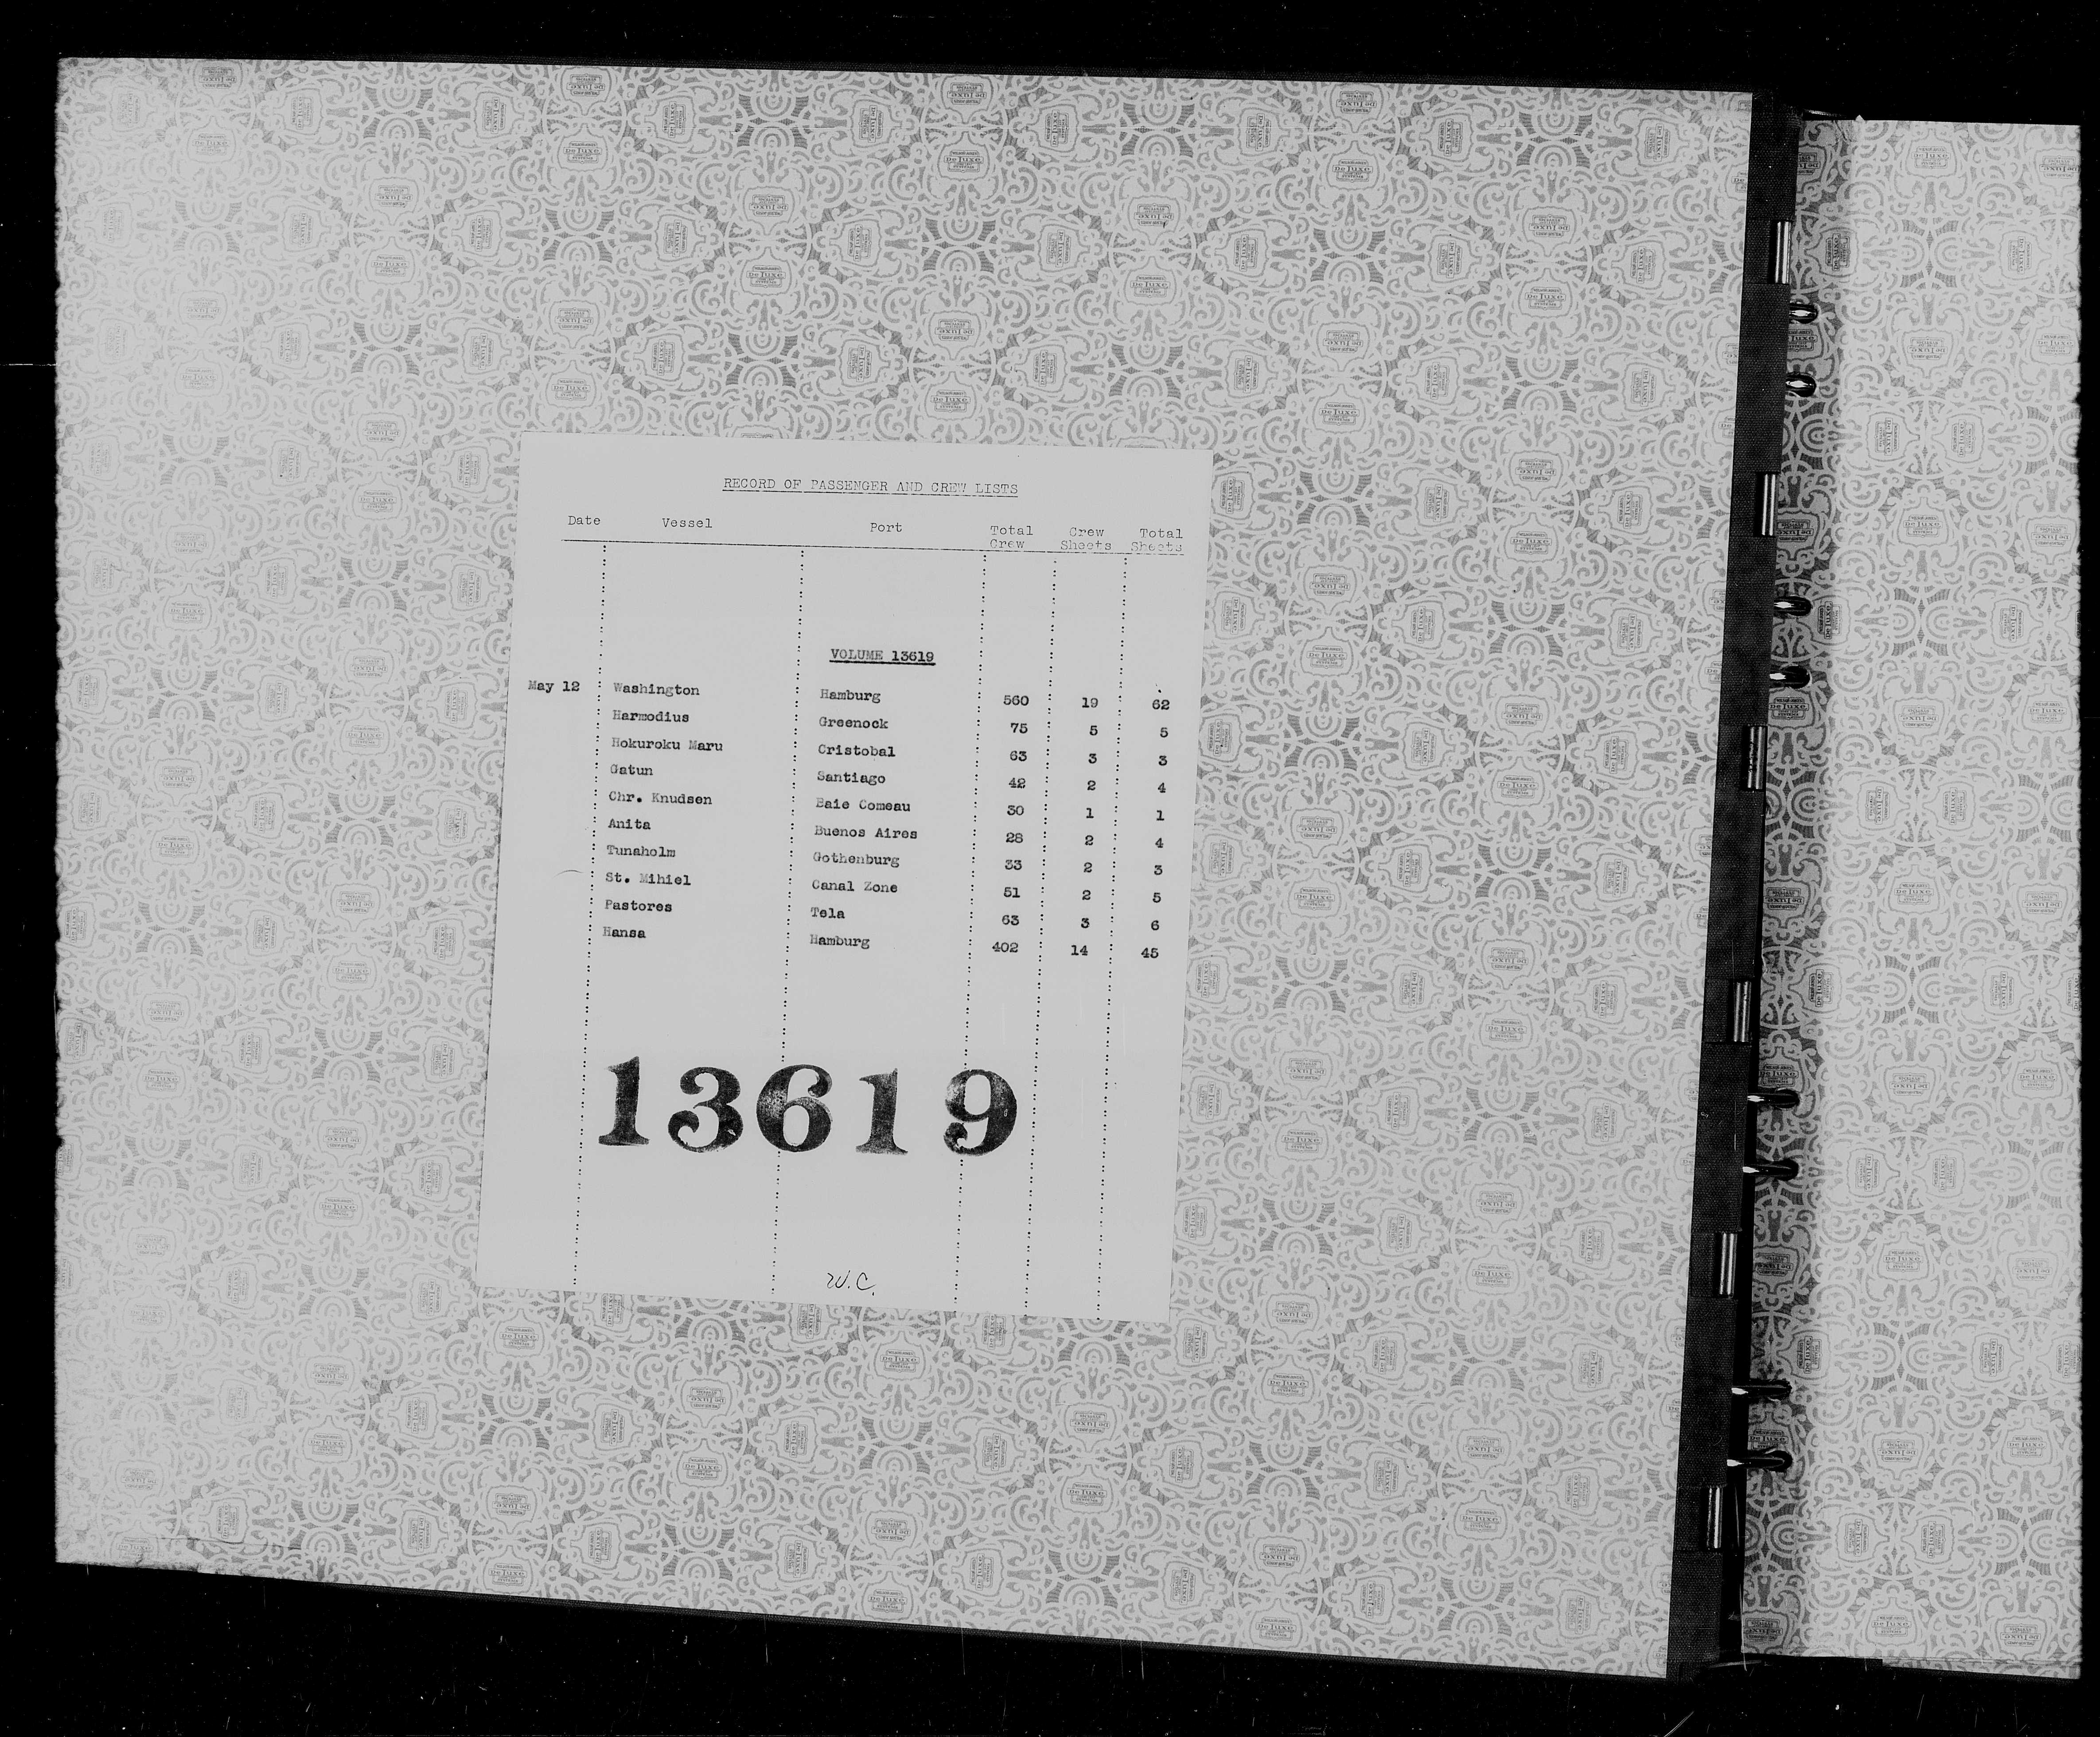 RECORD OF PASSENGER AND CREW LISTS
Date Vessel Port Total Crew Crew Sheets Total Sheets
VOLUME 13619
May 12 Washington Hamburg 560 19 62
Harmodius Greenock 75 5 5
Hokuroku Maru Cristobal 63 3 3
Gatun Santiago 42 2 4
Chr. Knudsen Baie Comeau 30 1 1
Anita Buenos Aires 28 2 4
Tunaholm Gothenburg 33 2 3
St. Mihiel Canal Zone 51 2 5
Pastores Tela 63 3 6
Hansa Hamburg 402 14 45
13619
W.C.
De Luxe